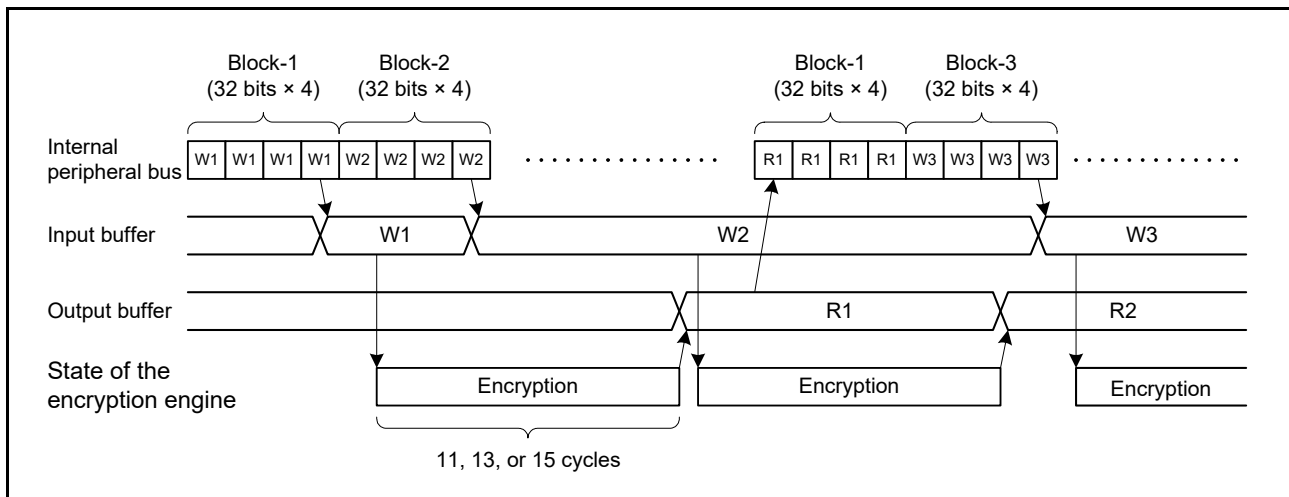 Block-1 Block-2 Block-1 Block-3
(32 bits × 4) (32 bits × 4) (32 bits × 4) (32 bits × 4)
Internal
peripheral bus W1 W1 W1 W1 W2 W2 W2 W2 R1 R1 R1 R1 W3 W3 W3 W3
Input buffer W1 W2 W3
Output buffer R1 R2
State of the
encryption engine Encryption Encryption Encryption
11, 13, or 15 cycles